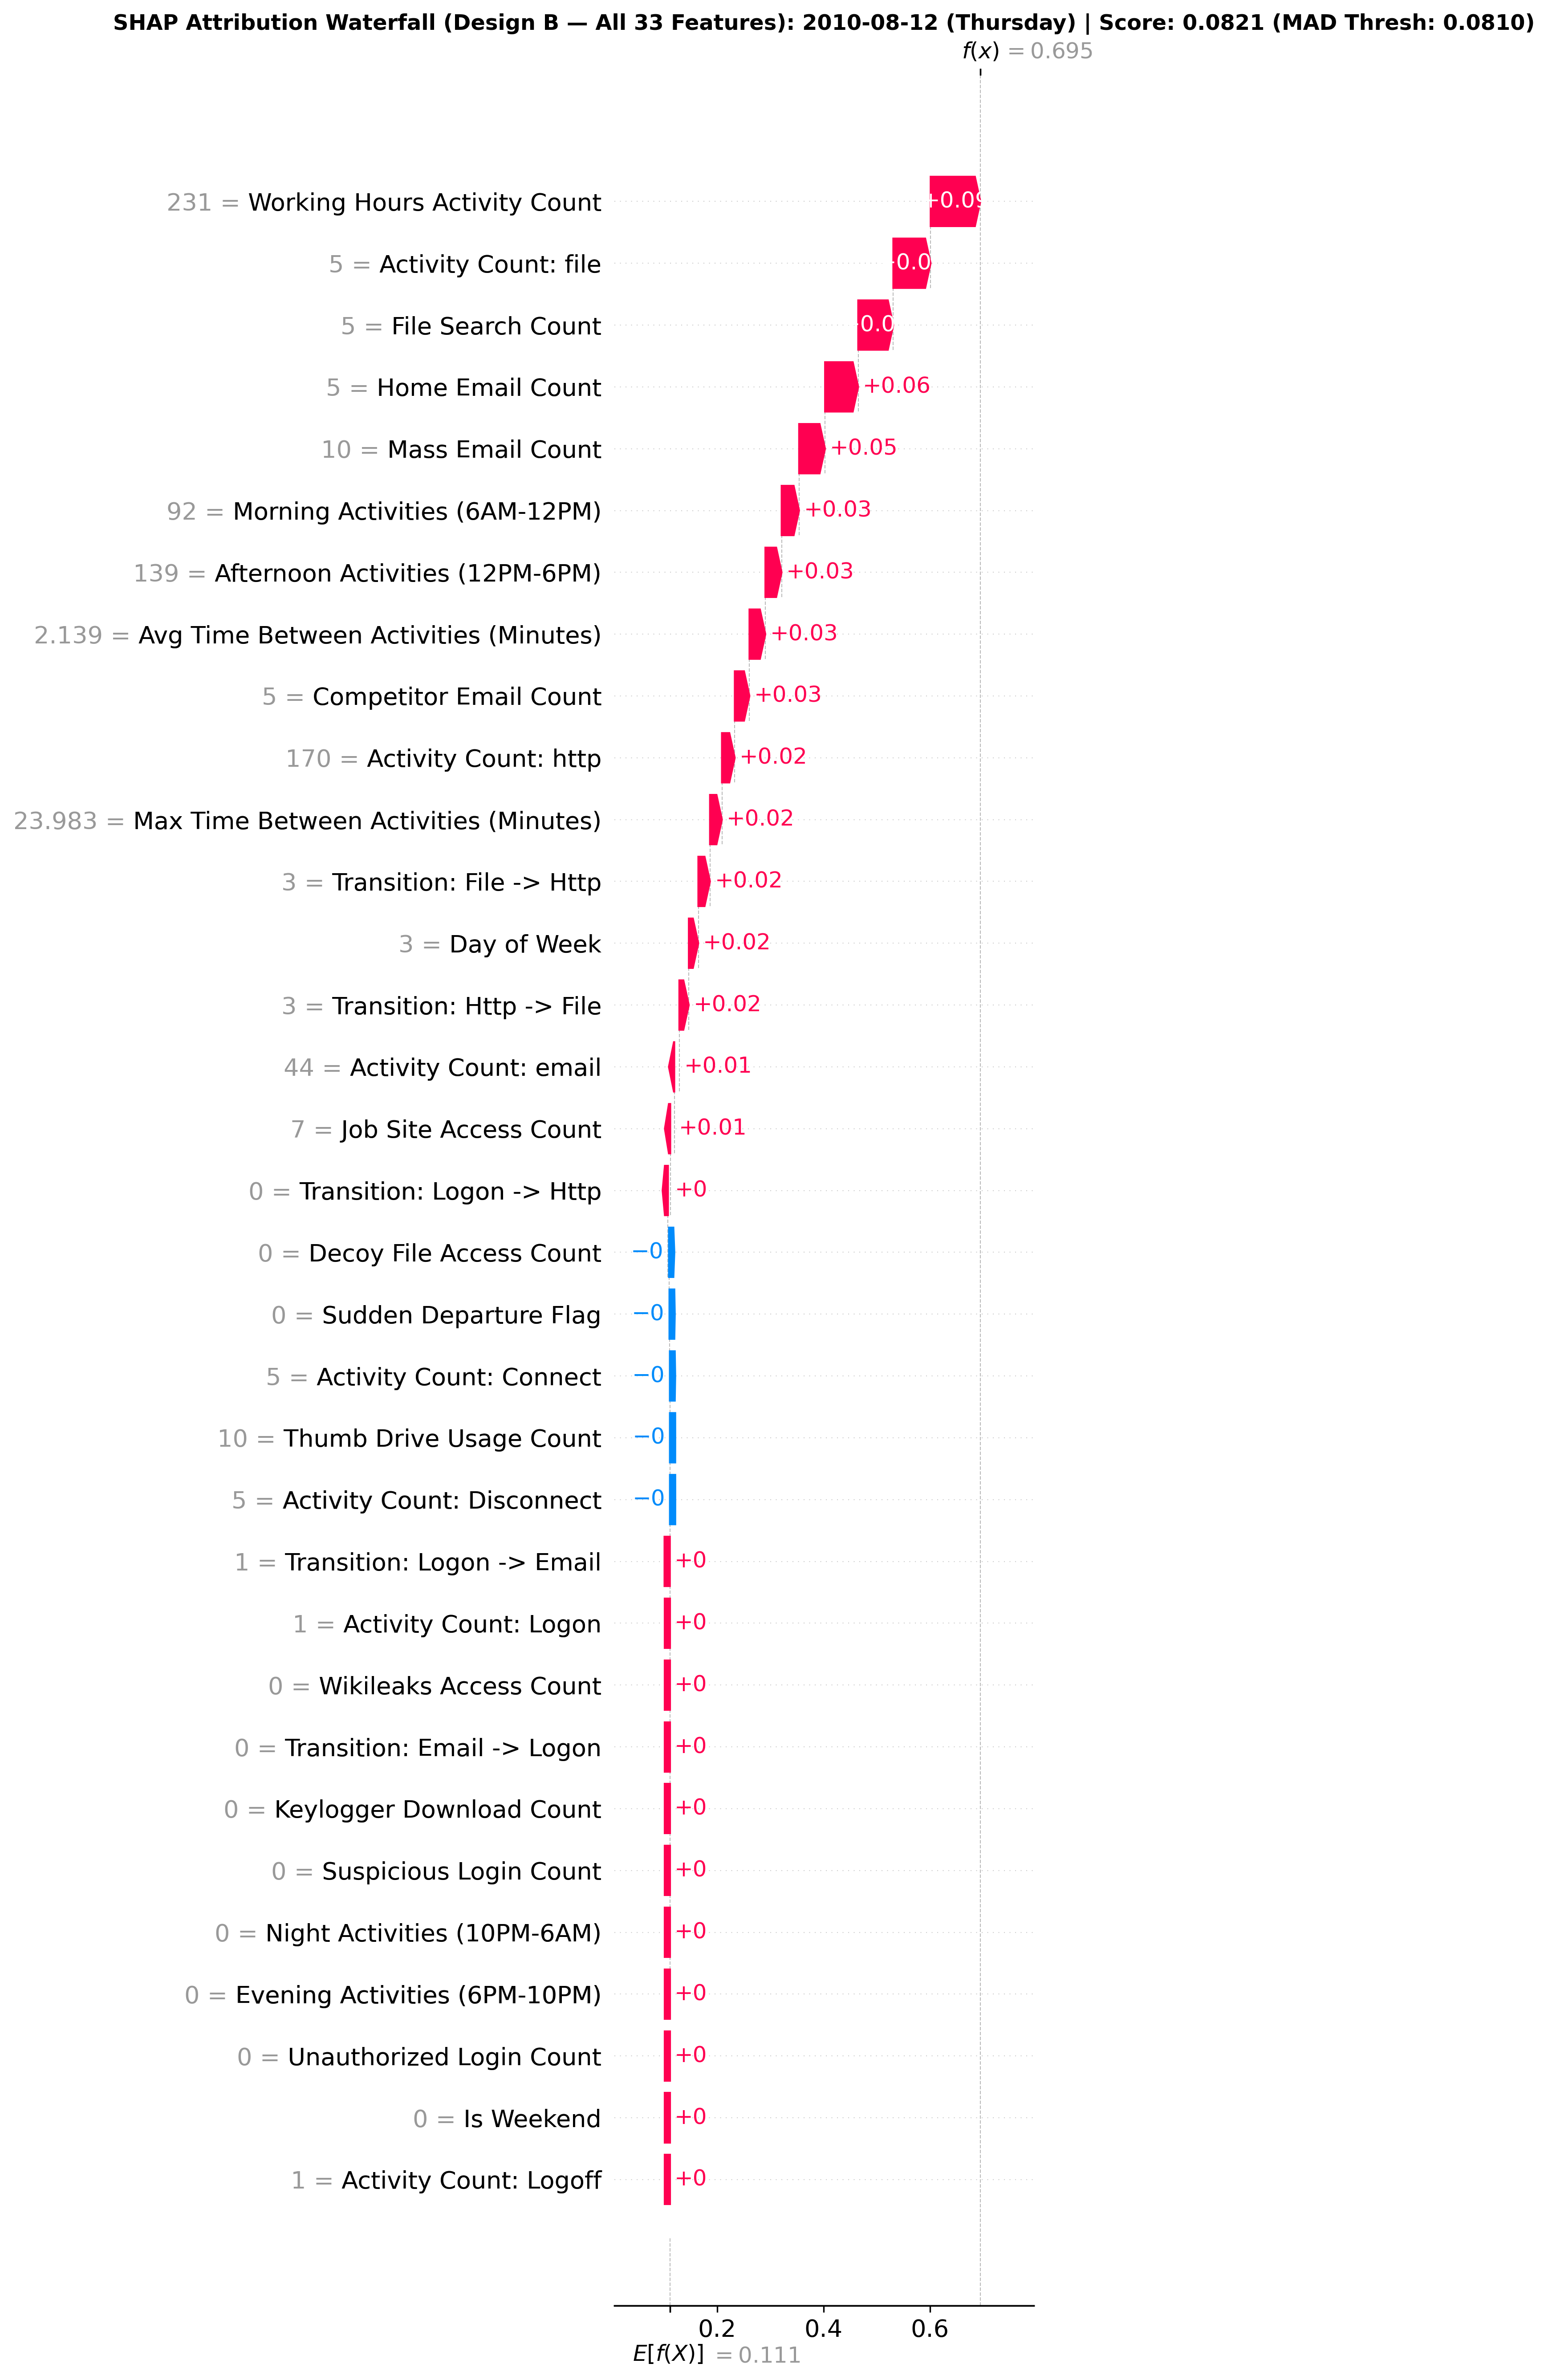 SHAP Attribution Waterfall (Design B — All 33 Features): 2010-08-12 (Thursday) | Score: 0.0821 (MAD Thresh: 0.0810)
f(x) = 0.695
231 = Working Hours Activity Count +0.09
5 = Activity Count: file 0.0
5 = File Search Count 0.0
5 = Home Email Count +0.06
10 = Mass Email Count +0.05
92 = Morning Activities (6AM-12PM) +0.03
139 = Afternoon Activities (12PM-6PM) +0.03
2.139 = Avg Time Between Activities (Minutes) +0.03
5 = Competitor Email Count +0.03
170 = Activity Count: http +0.02
23.983 = Max Time Between Activities (Minutes) +0.02
3 = Transition: File -> Http +0.02
3 = Day of Week +0.02
3 = Transition: Http -> File +0.02
44 = Activity Count: email +0.01
7 = Job Site Access Count +0.01
0 = Transition: Logon -> Http +0
0 = Decoy File Access Count −0
0 = Sudden Departure Flag −0
5 = Activity Count: Connect −0
10 = Thumb Drive Usage Count −0
5 = Activity Count: Disconnect −0
1 = Transition: Logon -> Email +0
1 = Activity Count: Logon +0
0 = Wikileaks Access Count +0
0 = Transition: Email -> Logon +0
0 = Keylogger Download Count +0
0 = Suspicious Login Count +0
0 = Night Activities (10PM-6AM) +0
0 = Evening Activities (6PM-10PM) +0
0 = Unauthorized Login Count +0
0 = Is Weekend +0
1 = Activity Count: Logoff +0
0.2 0.4 0.6
E[f(X)] = 0.111